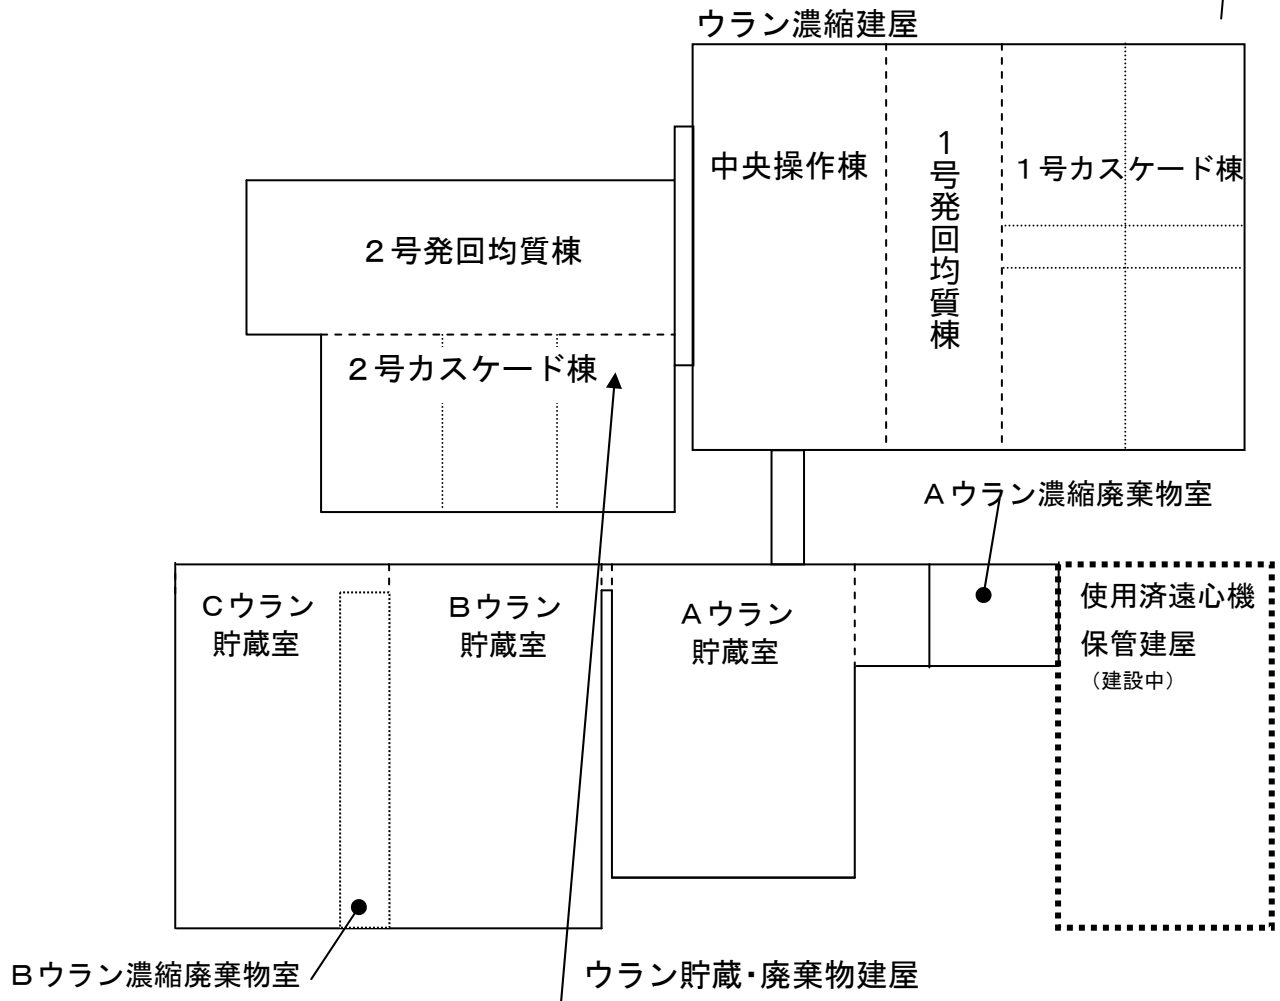 ウラン濃縮建屋
中央操作棟
1号発回均質棟
１号カスケード棟
２号発回均質棟
２号カスケード棟
Ａウラン濃縮廃棄物室
Ｃウラン
貯蔵室
Ｂウラン
貯蔵室
Ａウラン
貯蔵室
使用済遠心機
保管建屋
（建設中）
Ｂウラン濃縮廃棄物室
ウラン貯蔵・廃棄物建屋